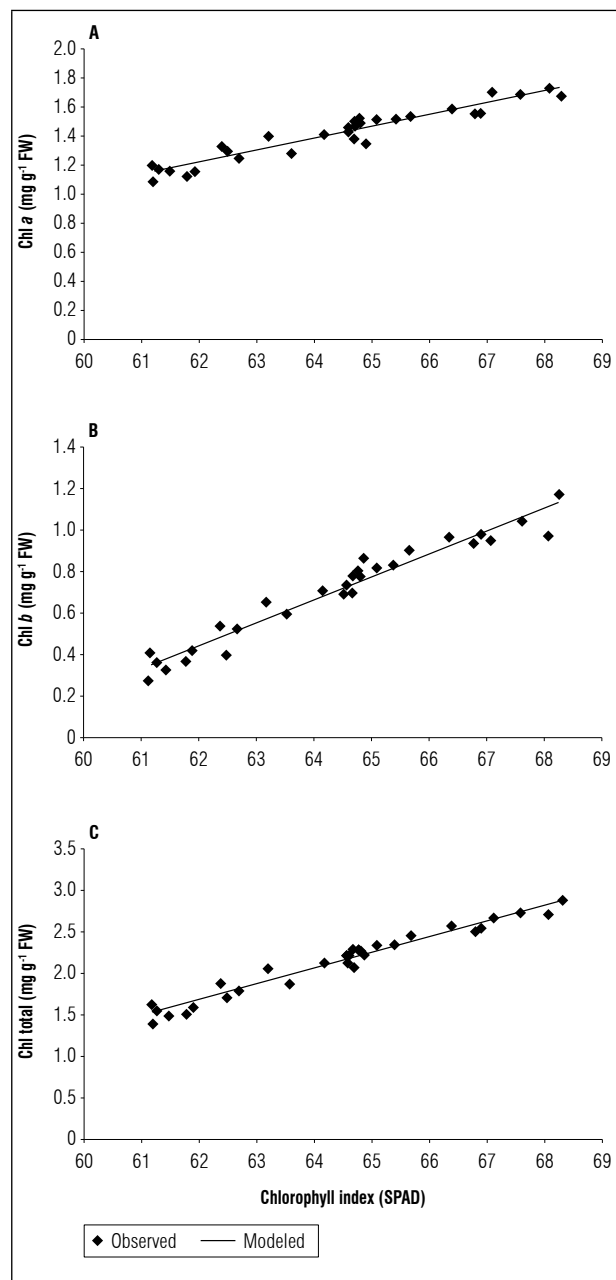 A
Chl a (mg g-1 FW)
2.0
1.8
1.6
1.4
1.2
1.0
0.8
0.6
0.4
0.2
0
60 61 62 63 64 65 66 67 68 69
B
Chl b (mg g-1 FW)
1.4
1.2
1.0
0.8
0.6
0.4
0.2
0
60 61 62 63 64 65 66 67 68 69
C
Chl total (mg g-1 FW)
3.5
3.0
2.5
2.0
1.5
1.0
0.5
0
60 61 62 63 64 65 66 67 68 69
Chlorophyll index (SPAD)
Observed Modeled